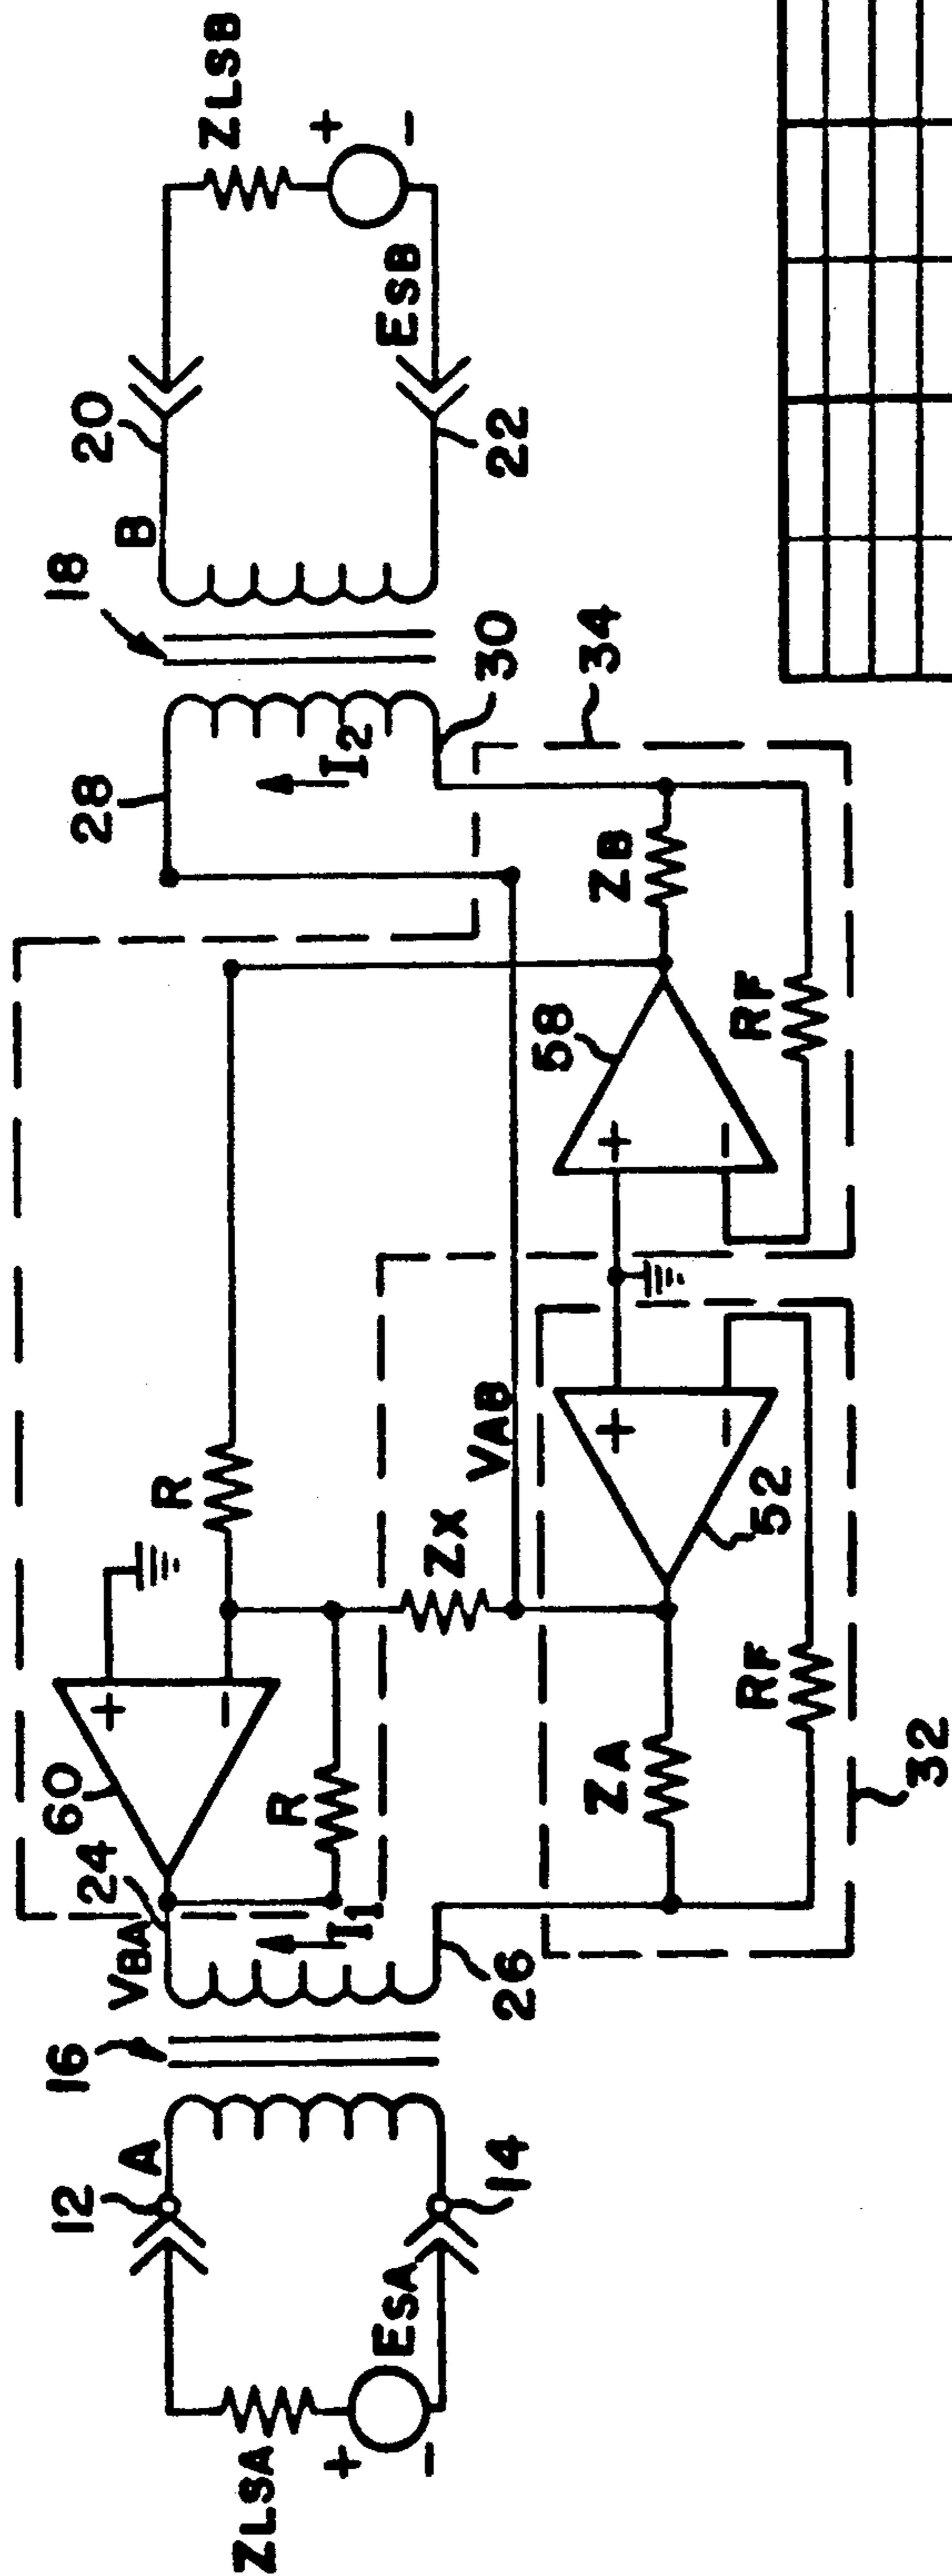 ZLSA
+
-
ESA
12
A
14
16
VBA
24
I1
26
60
+
-
R
R
ZX
VAB
ZA
RF
32
52
+
-
58
+
-
RF
ZB
34
28
I2
30
18
B
20
22
ESB
ZLSB
+
-